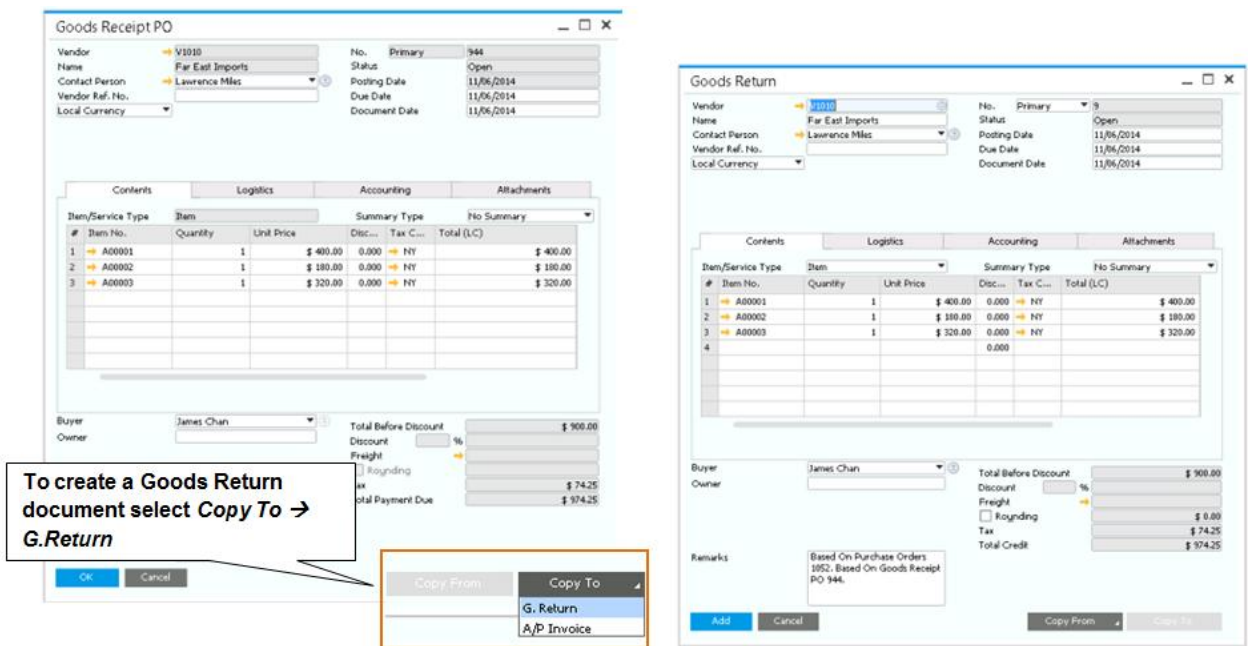 Goods Receipt PO
Vendor V1010 No. Primary 944
Name Far East Imports Status Open
Contact Person Lawrence Miles Posting Date 11/06/2014
Vendor Ref. No. Due Date 11/06/2014
Local Currency Document Date 11/06/2014
Contents Logistics Accounting Attachments
Item/Service Type Item Summary Type No Summary
# Item No. Quantity Unit Price Disc... Tax C... Total (LC)
1 A00001 1 $ 400.00 0.000 NY $ 400.00
2 A00002 1 $ 180.00 0.000 NY $ 180.00
3 A00003 1 $ 320.00 0.000 NY $ 320.00
Buyer James Chan Total Before Discount $ 900.00
Owner Discount %
Freight
Rounding
ax $ 74.25
otal Payment Due $ 974.25
To create a Goods Return
document select Copy To →
G.Return
OK Cancel
Copy From Copy To
G. Return
A/P Invoice
Goods Return
Vendor V1010 No. Primary 9
Name Far East Imports Status Open
Contact Person Lawrence Miles Posting Date 11/06/2014
Vendor Ref. No. Due Date 11/06/2014
Local Currency Document Date 11/06/2014
Contents Logistics Accounting Attachments
Item/Service Type Item Summary Type No Summary
# Item No. Quantity Unit Price Disc... Tax C... Total (LC)
1 A00001 1 $ 400.00 0.000 NY $ 400.00
2 A00002 1 $ 180.00 0.000 NY $ 180.00
3 A00003 1 $ 320.00 0.000 NY $ 320.00
4 0.000
Buyer James Chan Total Before Discount $ 900.00
Owner Discount %
Freight
Rounding $ 0.00
Tax $ 74.25
Total Credit $ 974.25
Remarks Based On Purchase Orders
1052. Based On Goods Receipt
PO 944.
Add Cancel Copy From Copy To